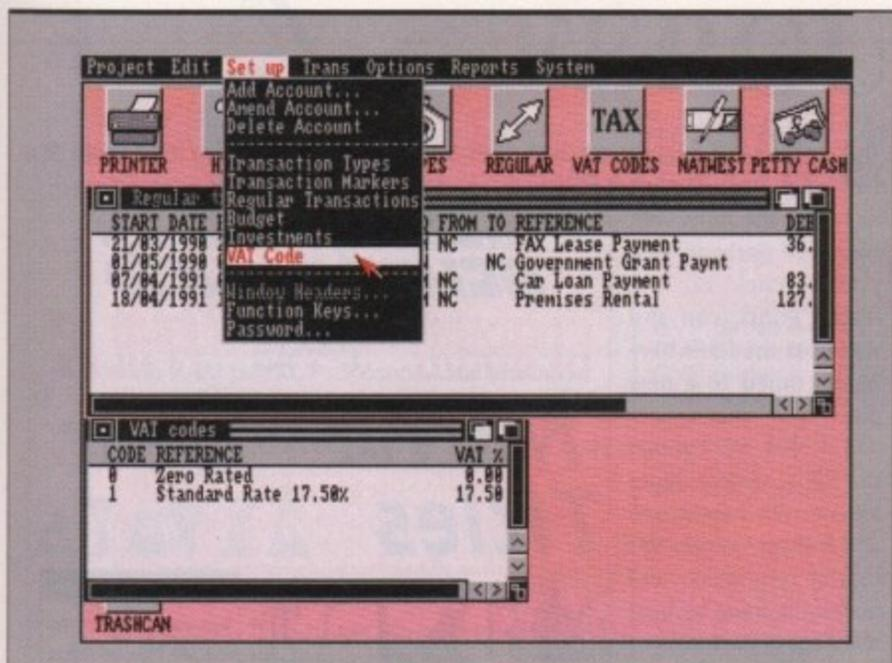 Project Edit Set up Trans Options Reports System
Add Account...
Amend Account...
Delete Account
Transaction Types
Transaction Markers
Regular Transactions
Budget
Investments
VAT Code
Window Headers...
Function Keys...
Password...
TAX
PRINTER H PES REGULAR VAT CODES NATWEST PETTY CASH
Regular t
START DATE FROM TO REFERENCE DEB
21/03/1990 NC FAX Lease Payment 36.
01/05/1990 NC Government Grant Paymt
07/04/1991 NC Car Loan Payment 83.
18/04/1991 NC Premises Rental 127.
VAT codes
CODE REFERENCE VAT %
0 Zero Rated 0.00
1 Standard Rate 17.50% 17.50
TRASHCAN